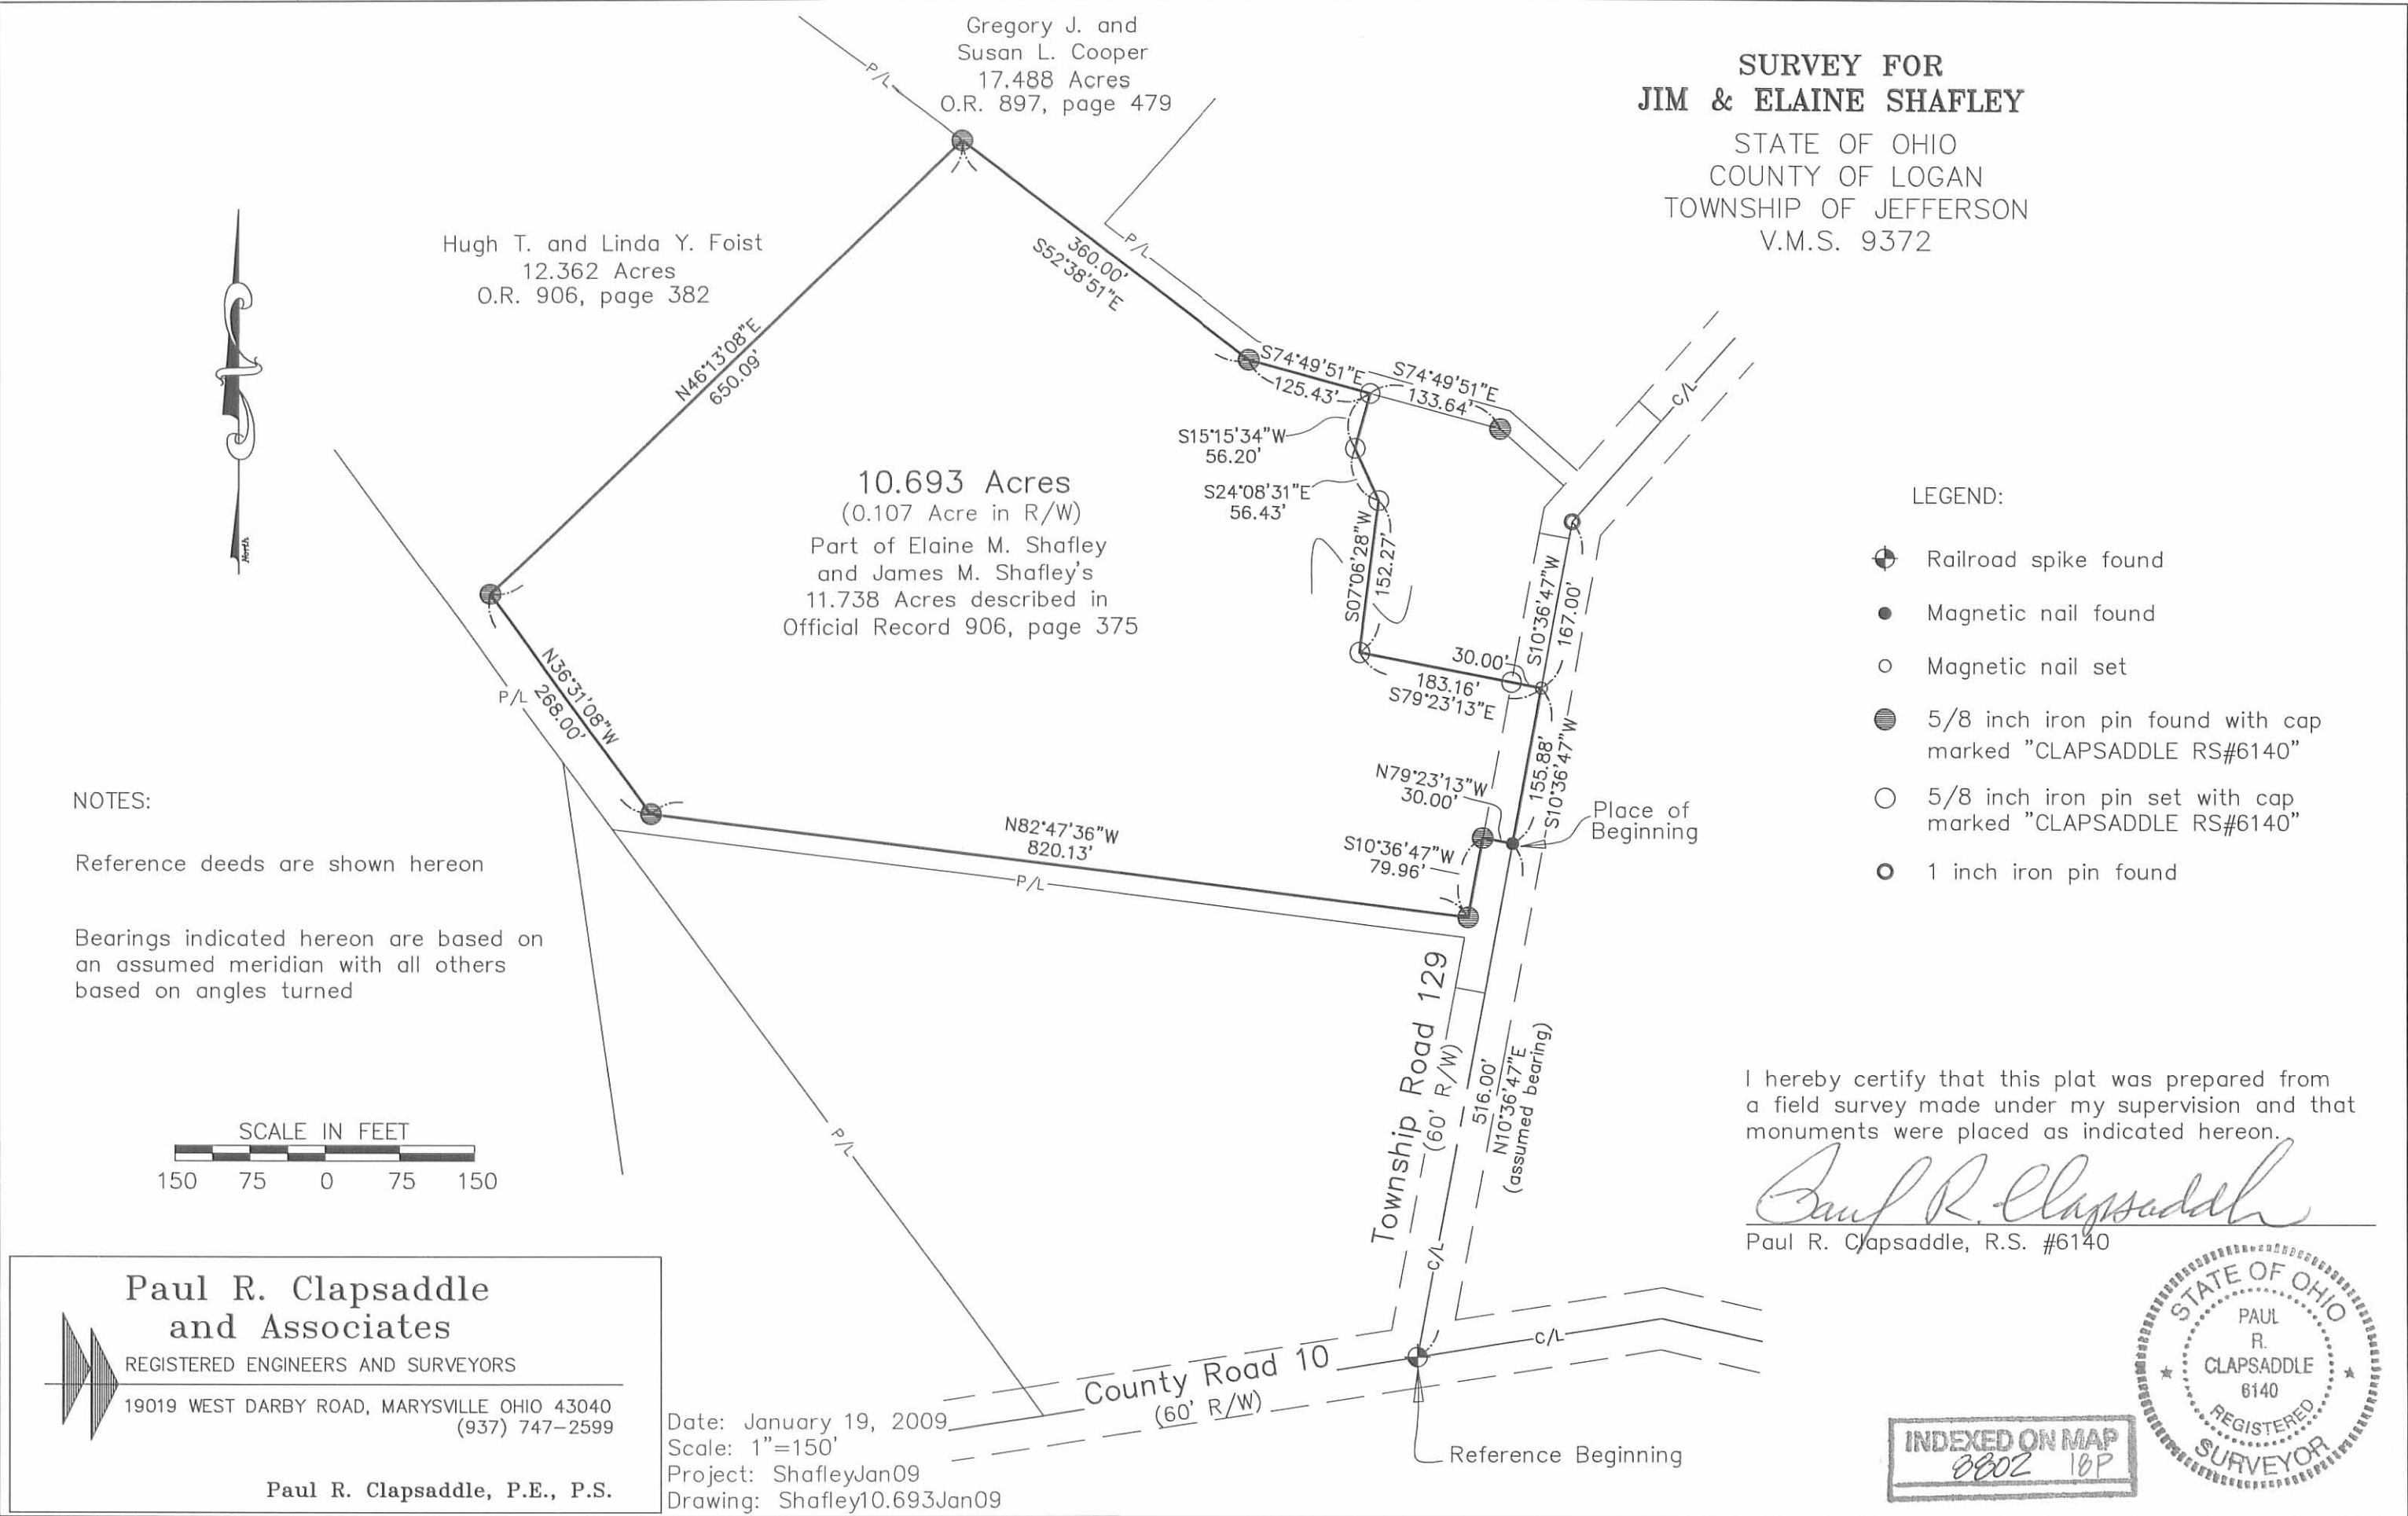 Gregory J. and
Susan L. Cooper
17.488 Acres
O.R. 897, page 479
SURVEY FOR
JIM & ELAINE SHAFLEY
STATE OF OHIO
COUNTY OF LOGAN
TOWNSHIP OF JEFFERSON
V.M.S. 9372
P/L
Hugh T. and Linda Y. Foist
12.362 Acres
O.R. 906, page 382
P/L
360.00'
S52°38'51"E
N46°13'08"E
650.09'
S74°49'51"E
125.43'
S74°49'51"E
133.64'
C/L
North
S15°15'34"W
56.20'
S24°08'31"E
56.43'
S07°06'28"W
152.27'
10.693 Acres
(0.107 Acre in R/W)
Part of Elaine M. Shafley
and James M. Shafley's
11.738 Acres described in
Official Record 906, page 375
S10°36'47"W
167.00'
30.00'
183.16'
S79°23'13"E
LEGEND:
Railroad spike found
Magnetic nail found
Magnetic nail set
5/8 inch iron pin found with cap
marked "CLAPSADDLE RS#6140"
5/8 inch iron pin set with cap
marked "CLAPSADDLE RS#6140"
1 inch iron pin found
N36°31'08"W
268.00'
P/L
155.88'
S10°36'47"W
N79°23'13"W
30.00'
Place of
Beginning
S10°36'47"W
79.96'
N82°47'36"W
820.13'
P/L
NOTES:
Reference deeds are shown hereon
Bearings indicated hereon are based on
an assumed meridian with all others
based on angles turned
Township Road 129
(60' R/W)
516.00'
N10°36'47"E
(assumed bearing)
C/L
P/L
SCALE IN FEET
150 75 0 75 150
I hereby certify that this plat was prepared from
a field survey made under my supervision and that
monuments were placed as indicated hereon.
Paul R. Clapsaddle
Paul R. Clapsaddle, R.S. #6140
STATE OF OHIO
PAUL
R.
CLAPSADDLE
6140
REGISTERED
SURVEYOR
C/L
County Road 10
(60' R/W)
Reference Beginning
Paul R. Clapsaddle
and Associates
REGISTERED ENGINEERS AND SURVEYORS
19019 WEST DARBY ROAD, MARYSVILLE OHIO 43040
(937) 747-2599
Paul R. Clapsaddle, P.E., P.S.
Date: January 19, 2009
Scale: 1"=150'
Project: ShafleyJan09
Drawing: Shafley10.693Jan09
INDEXED ON MAP
8802 18P